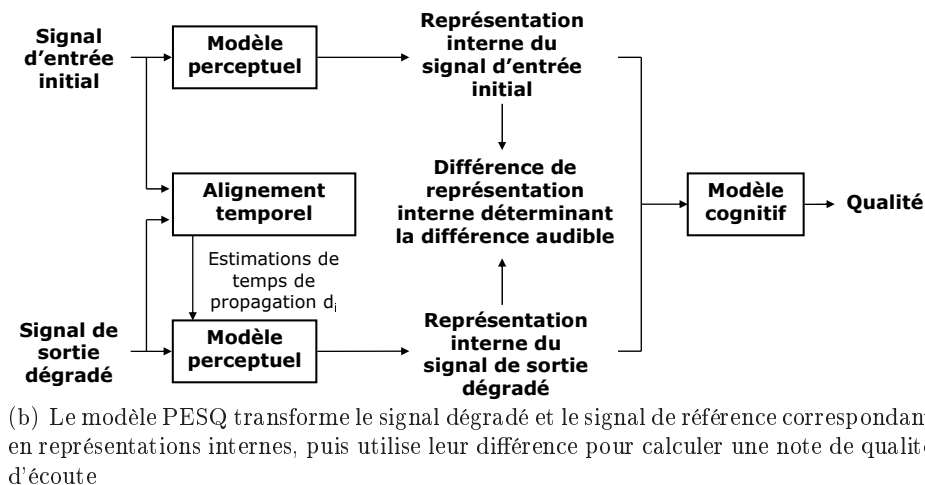 Signal
d'entrée
initial
Modèle
perceptuel
Représentation
interne du
signal d'entrée
initial
Alignement
temporel
Différence de
représentation
interne déterminant
la différence audible
Modèle
cognitif
Qualité
Estimations de
temps de
propagation di
Signal de
sortie
dégradé
Modèle
perceptuel
Représentation
interne du
signal de sortie
dégradé
(b) Le modèle PESQ transforme le signal dégradé et le signal de référence correspondan
en représentations internes, puis utilise leur différence pour calculer une note de qualité
d'écoute